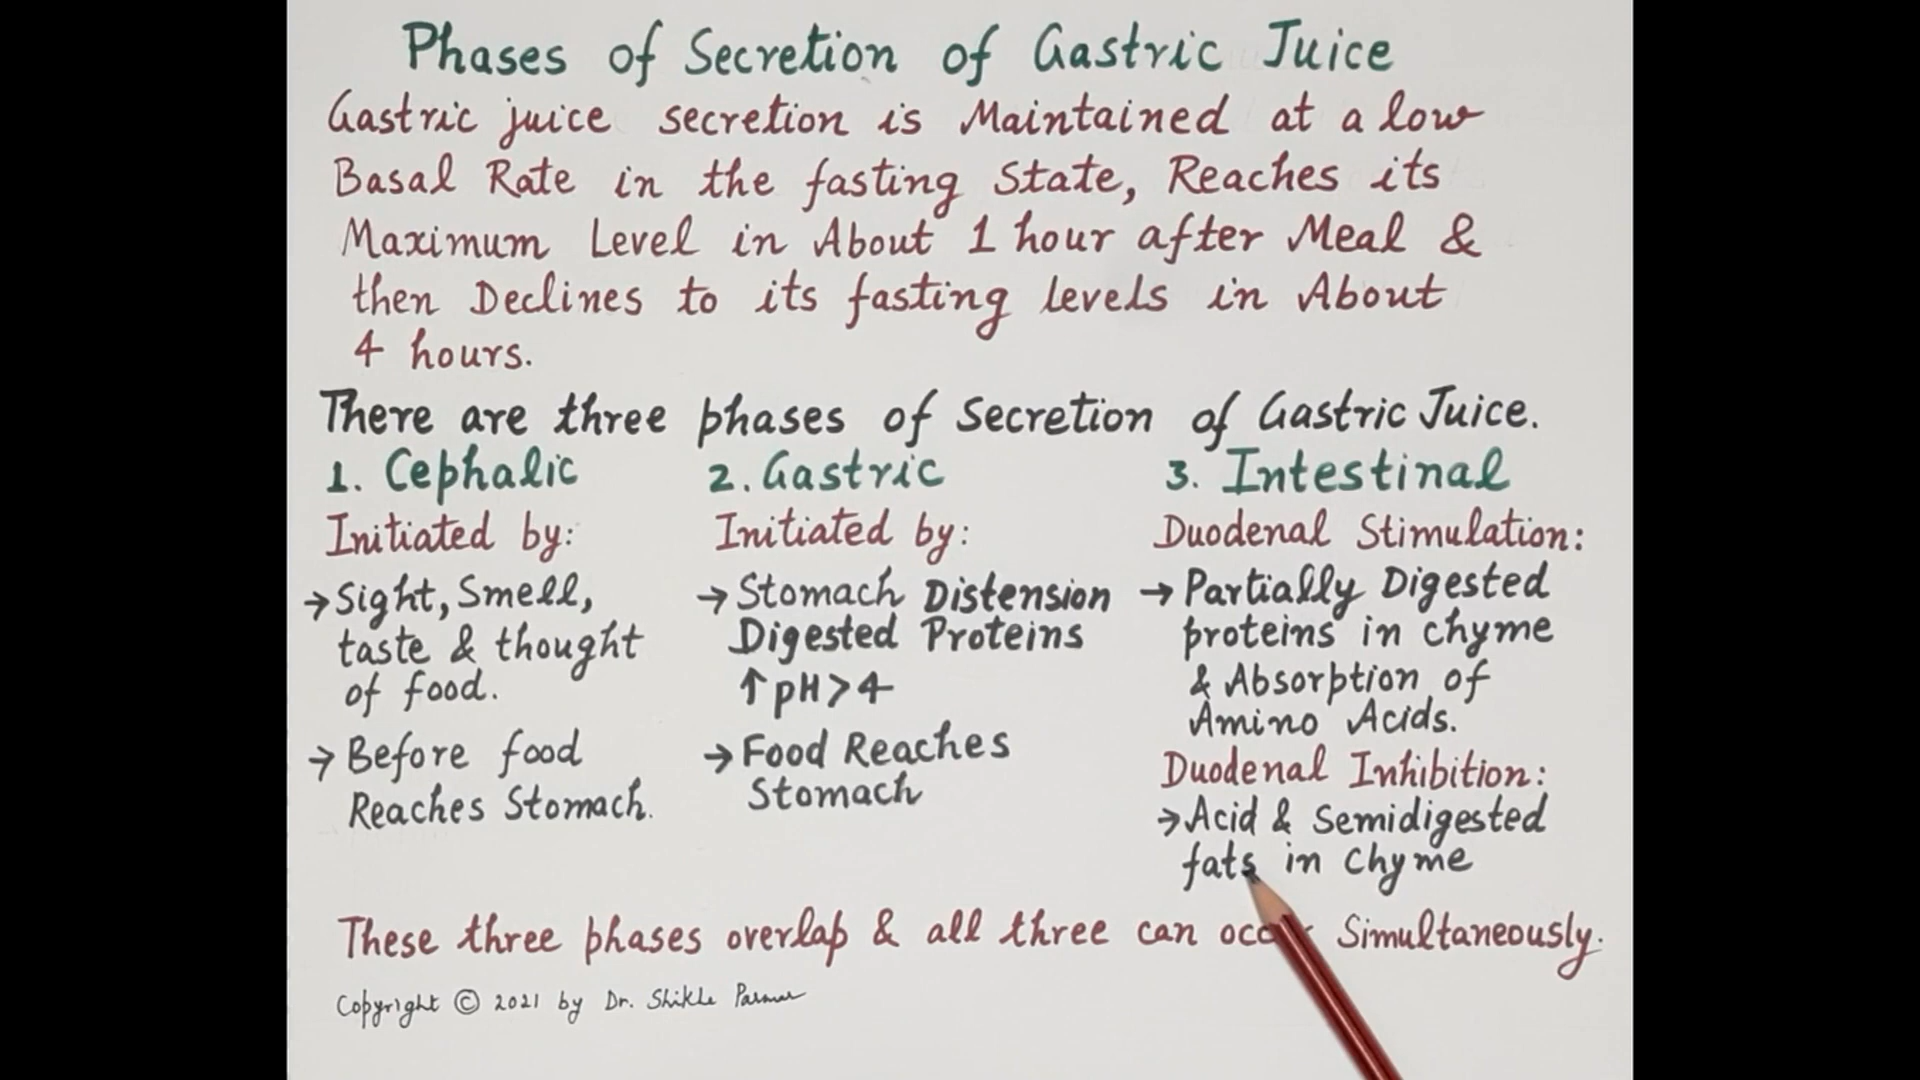 Phases of Secretion of Gastric Juice
Gastric juice secretion is Maintained at a low
Basal Rate in the fasting State, Reaches its
Maximum Level in About 1 hour after Meal &
then Declines to its fasting levels in About
4 hours.
There are three phases of Secretion of Gastric Juice.
1. Cephalic
Initiated by:
→ Sight, Smell,
taste & thought
of food.
→ Before food
Reaches Stomach.
2. Gastric
Initiated by:
→ Stomach Distension
Digested Proteins
↑ pH > 4
→ Food Reaches
Stomach
3. Intestinal
Duodenal Stimulation:
→ Partially Digested
proteins in chyme
& Absorption of
Amino Acids.
Duodenal Inhibition:
→ Acid & Semidigested
fats in Chyme
These three phases overlap & all three can Simultaneously.
Copyright © 2021 by Dr.